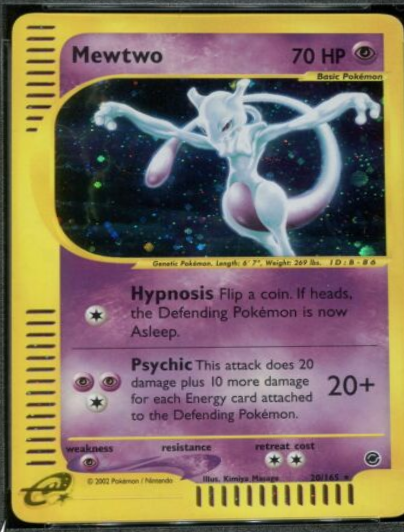 Mewtwo 70 HP
Basic Pokémon
Genetic Pokémon. Length: 6' 7", Weight: 269 lbs. ID: B - 86
Hypnosis Flip a coin. If heads,
the Defending Pokémon is now
Asleep.
Psychic This attack does 20
damage plus 10 more damage
for each Energy card attached
to the Defending Pokémon.
20+
weakness resistance retreat cost
© 2002 Pokémon / Nintendo Illus. Kimiya Masago 20/165